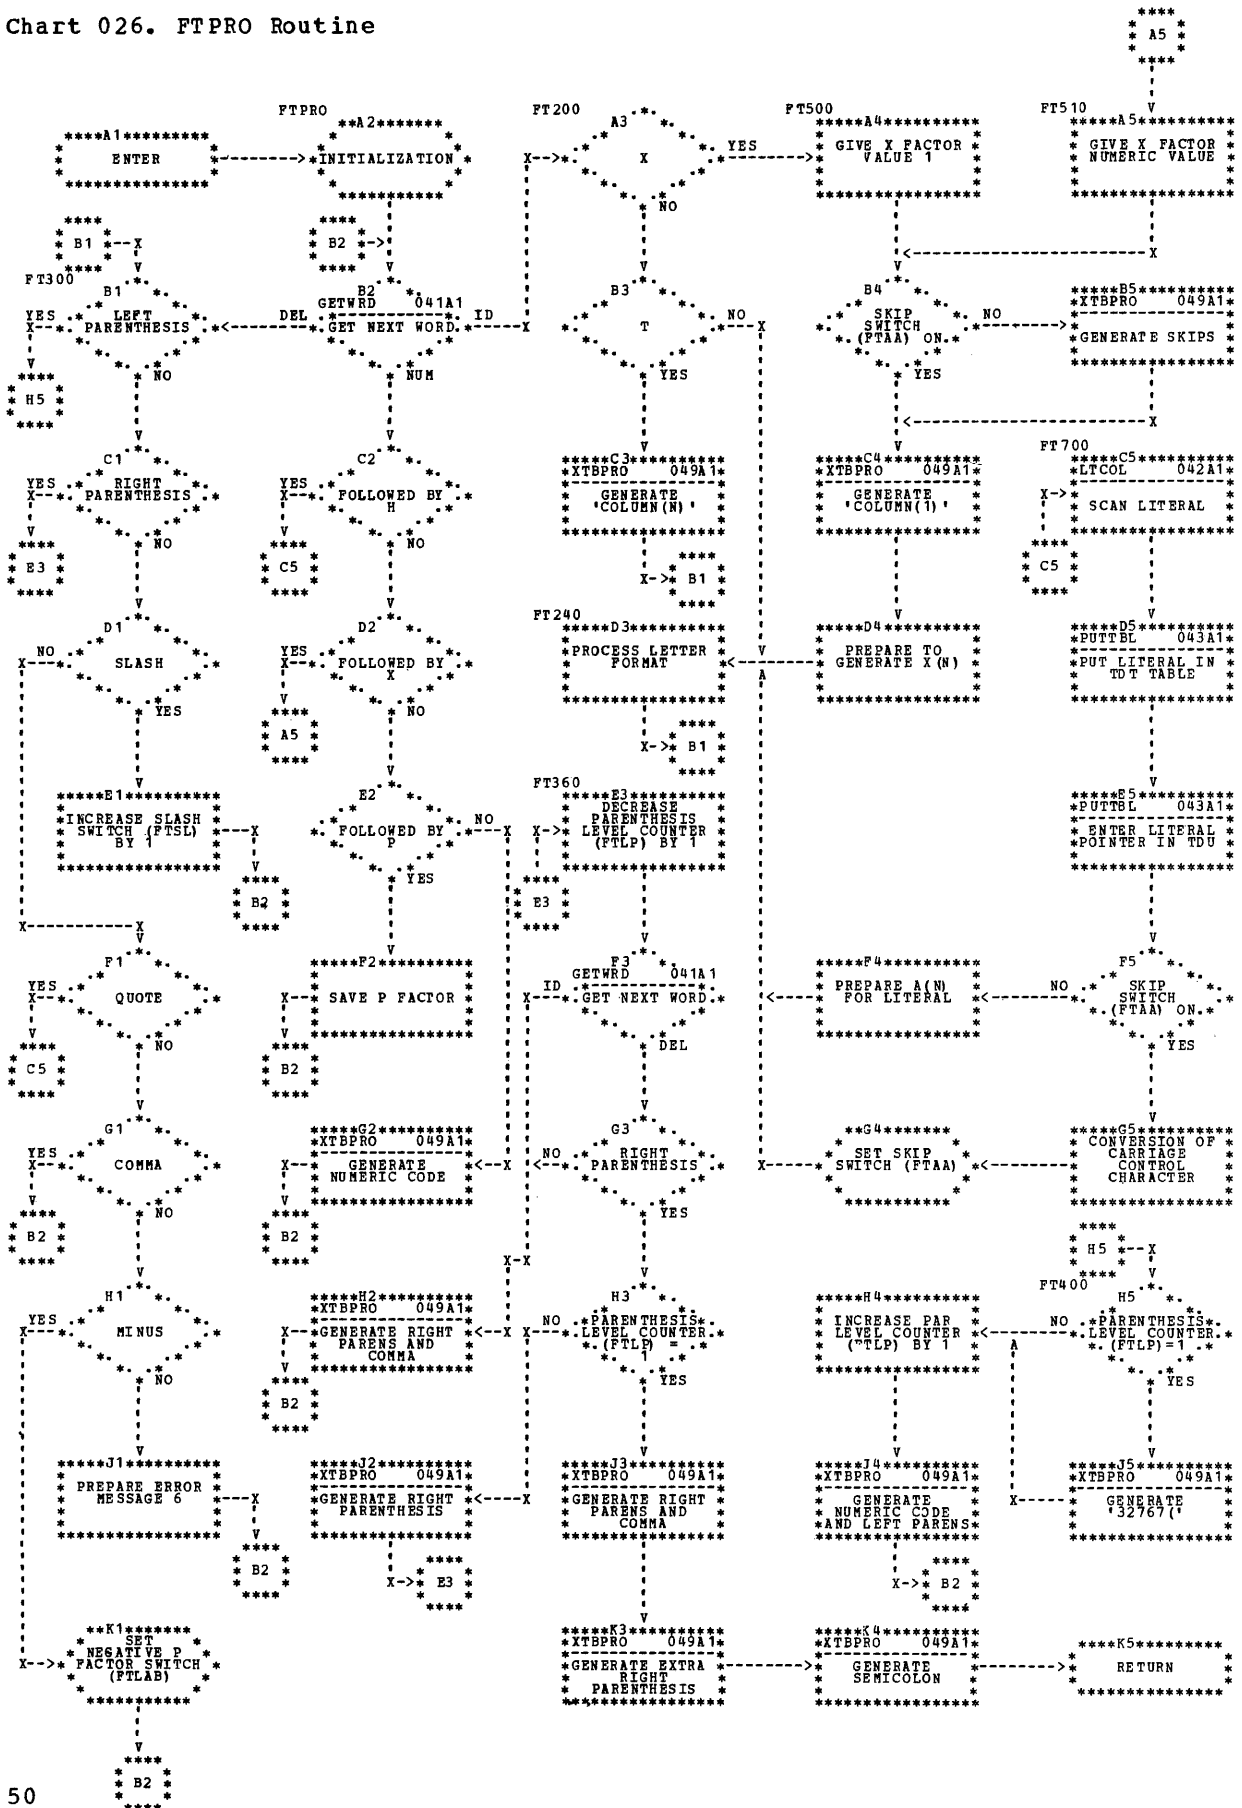 Chart 026. FTPRO Routine
****
* A5 *
****
FTPRO
FT200
FT500
FT510
A1
ENTER
A2
INITIALIZATION
A3
X
YES
NO
A4
GIVE X FACTOR
VALUE 1
A5
GIVE X FACTOR
NUMERIC VALUE
B1
B2
FT300
B1
LEFT
PARENTHESIS
YES
NO
H5
DEL
B2
GETWRD 041A1
GET NEXT WORD
ID
NUM
B3
T
NO
YES
B4
SKIP
SWITCH
(FTAA) ON
NO
YES
B5
XTBPRO 049A1
GENERATE SKIPS
C1
RIGHT
PARENTHESIS
YES
NO
E3
C2
FOLLOWED BY
H
YES
NO
C5
C3
XTBPRO 049A1
GENERATE
'COLUMN(N)'
B1
C4
XTBPRO 049A1
GENERATE
'COLUMN(1)'
FT700
C5
LTCOL 042A1
SCAN LITERAL
C5
D1
SLASH
NO
YES
D2
FOLLOWED BY
X
YES
NO
A5
FT240
D3
PROCESS LETTER
FORMAT
B1
D4
PREPARE TO
GENERATE X(N)
D5
PUTTBL 043A1
PUT LITERAL IN
TDT TABLE
E1
INCREASE SLASH
SWITCH (FTSL)
BY 1
B2
E2
FOLLOWED BY
P
NO
YES
FT360
E3
DECREASE
PARENTHESIS
LEVEL COUNTER
(FTLP) BY 1
E3
E5
PUTTBL 043A1
ENTER LITERAL
POINTER IN TDU
F1
QUOTE
YES
NO
C5
F2
SAVE P FACTOR
B2
F3
GETWRD 041A1
GET NEXT WORD
ID
DEL
F4
PREPARE A(N)
FOR LITERAL
F5
SKIP
SWITCH
(FTAA) ON
NO
YES
G1
COMMA
YES
NO
B2
G2
XTBPRO 049A1
GENERATE
NUMERIC CODE
B2
G3
RIGHT
PARENTHESIS
NO
YES
G4
SET SKIP
SWITCH (FTAA)
G5
CONVERSION OF
CARRIAGE
CONTROL
CHARACTER
H5
FT400
H1
MINUS
YES
NO
H2
XTBPRO 049A1
GENERATE RIGHT
PARENS AND
COMMA
B2
H3
PARENTHESIS
LEVEL COUNTER
(FTLP) =
1
NO
YES
H4
INCREASE PAR
LEVEL COUNTER
("TLP) BY 1
H5
PARENTHESIS
LEVEL COUNTER
(FTLP)=1
NO
YES
J1
PREPARE ERROR
MESSAGE 6
B2
J2
XTBPRO 049A1
GENERATE RIGHT
PARENTHESIS
E3
J3
XTBPRO 049A1
GENERATE RIGHT
PARENS AND
COMMA
J4
XTBPRO 049A1
GENERATE
NUMERIC CODE
AND LEFT PARENS
B2
J5
XTBPRO 049A1
GENERATE
'32767('
K1
SET
NEGATIVE P
FACTOR SWITCH
(FTLAB)
B2
K3
XTBPRO 049A1
GENERATE EXTRA
RIGHT
PARENTHESIS
K4
XTBPRO 049A1
GENERATE
SEMICOLON
K5
RETURN
50